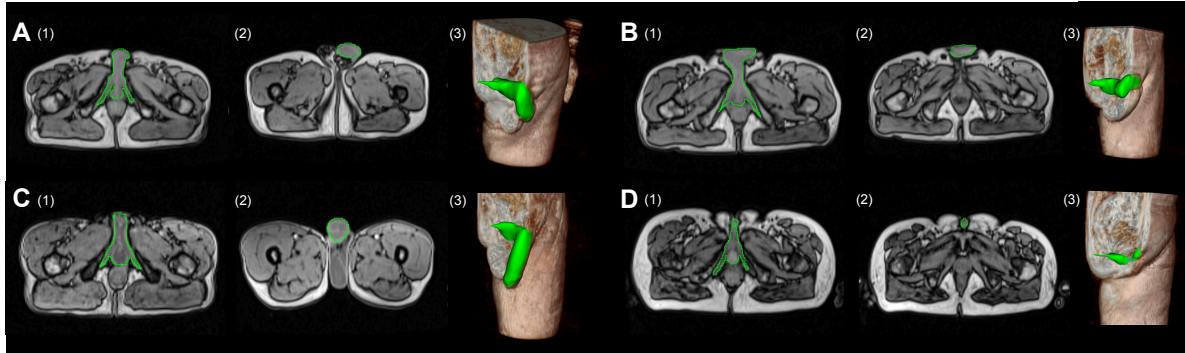 A (1) (2) (3) B (1) (2) (3)
C (1) (2) (3) D (1) (2) (3)